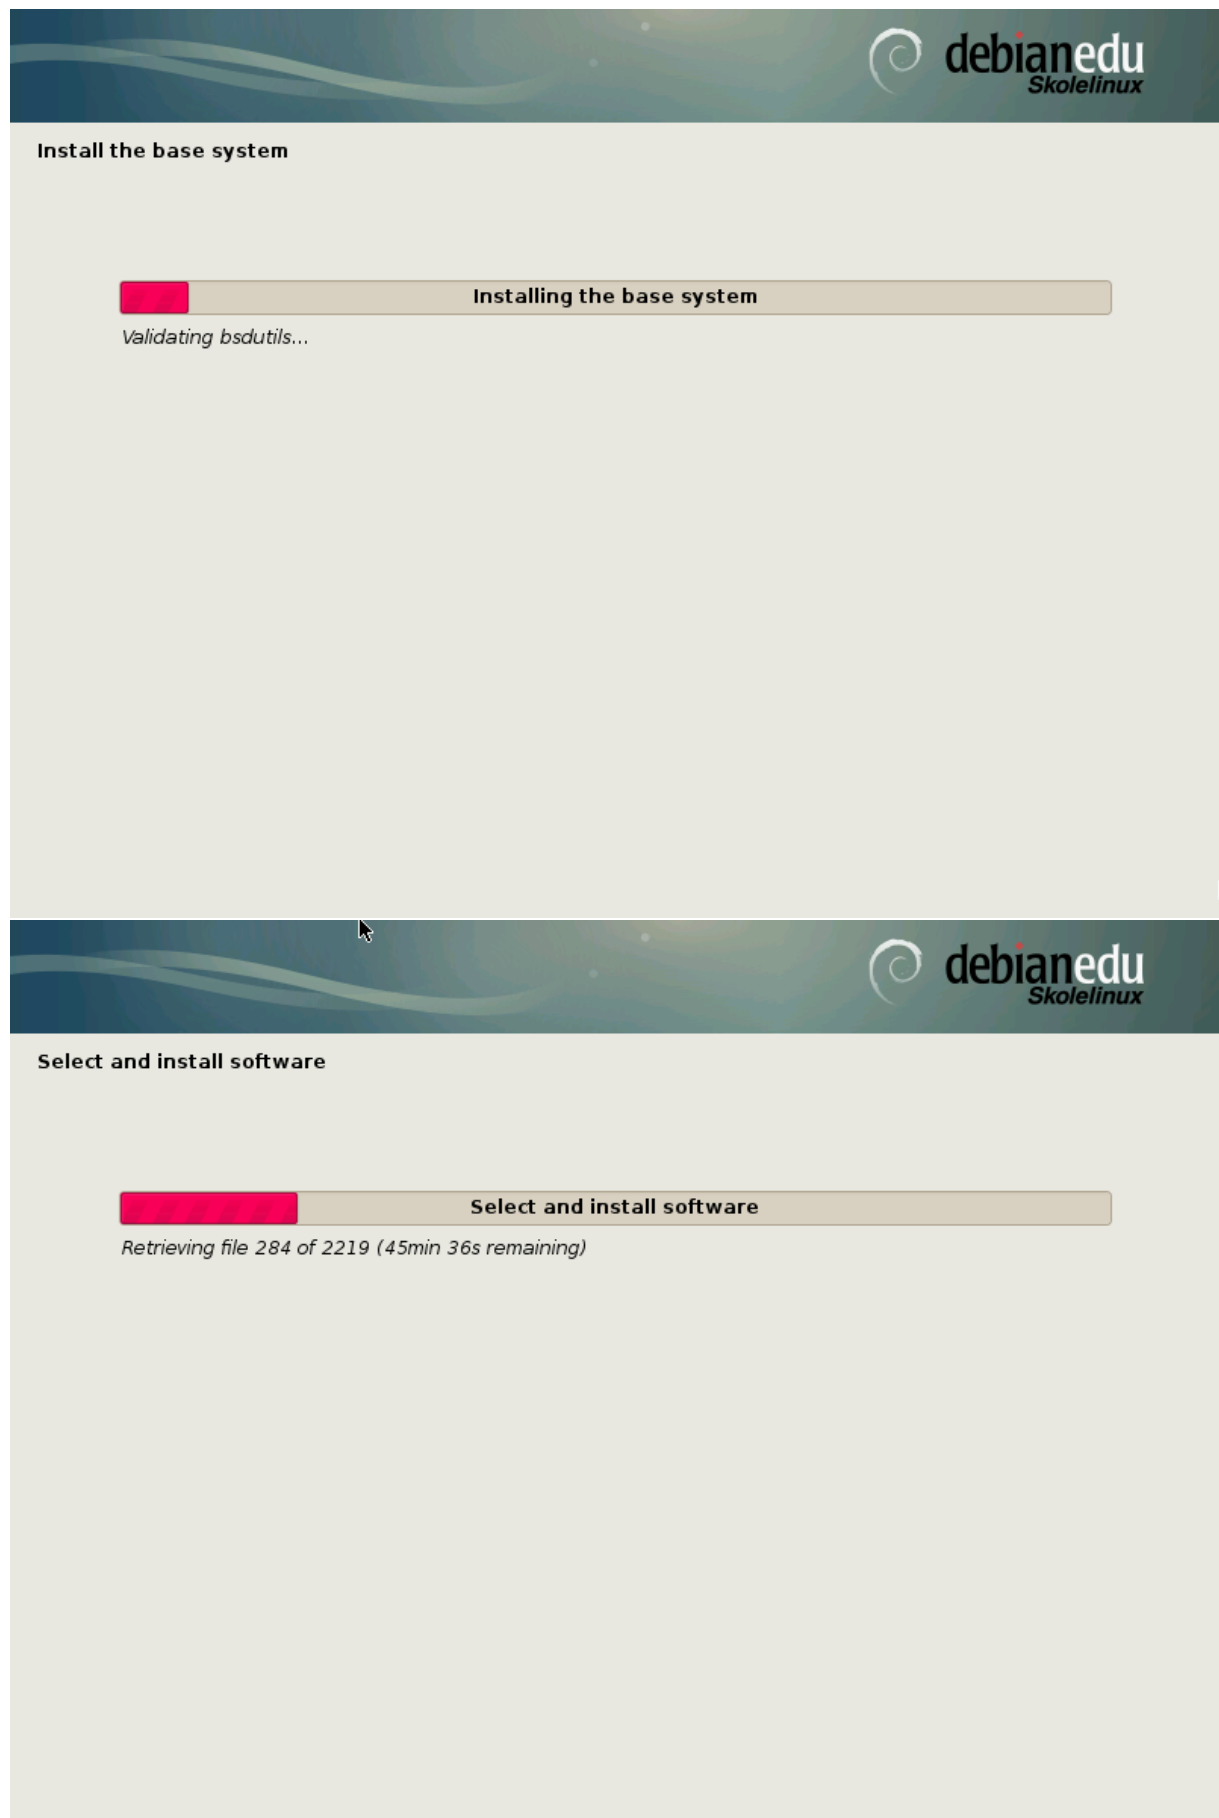 debianedu
Skolelinux
Install the base system
Installing the base system
Validating bsdutils...
debianedu
Skolelinux
Select and install software
Select and install software
Retrieving file 284 of 2219 (45min 36s remaining)